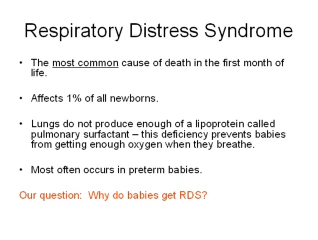 Respiratory Distress Syndrome
• The most common cause of death in the first month of
life.
• Affects 1% of all newborns.
• Lungs do not produce enough of a lipoprotein called
pulmonary surfactant – this deficiency prevents babies
from getting enough oxygen when they breathe.
• Most often occurs in preterm babies.
Our question: Why do babies get RDS?